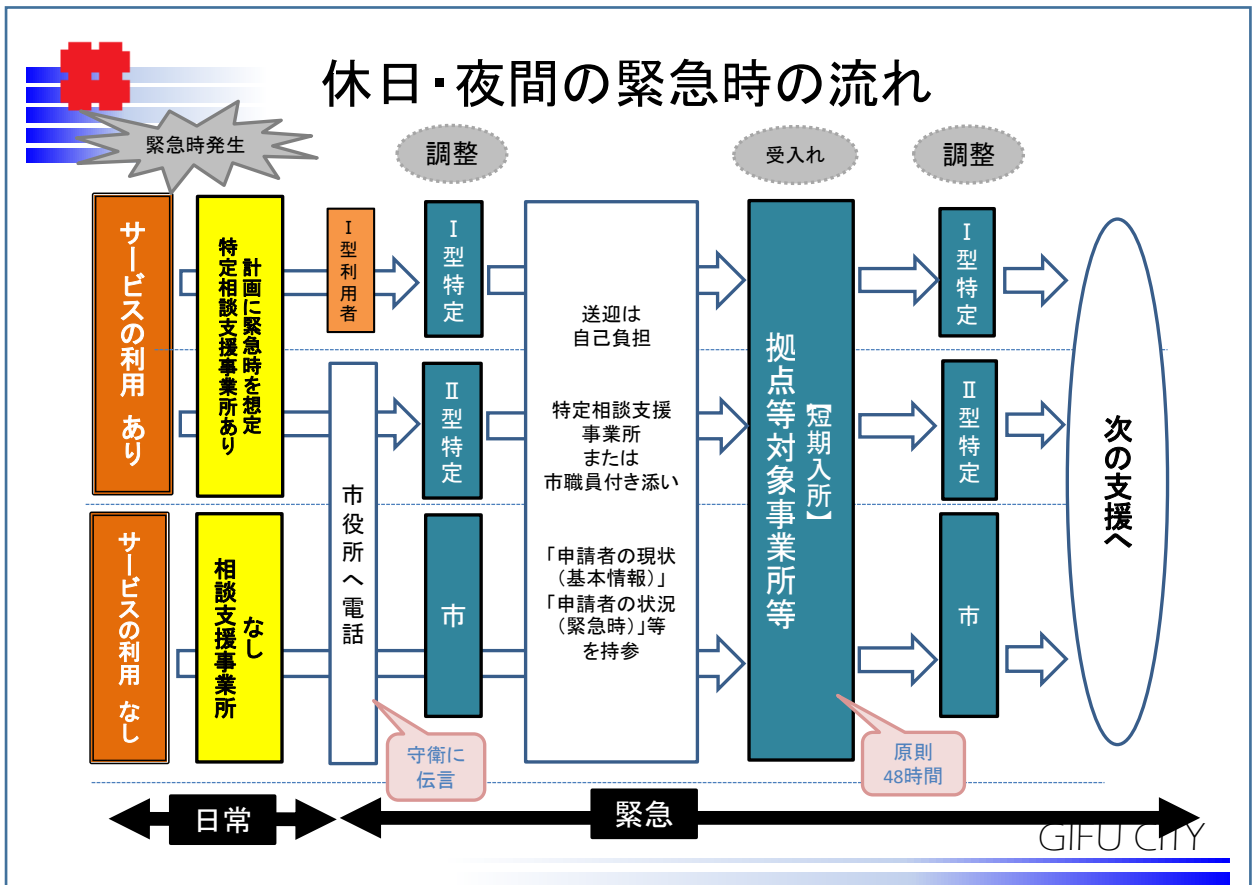 休日・夜間の緊急時の流れ
緊急時発生
調整
受入れ
調整
サービスの利用 あり
計画に緊急時を想定
特定相談支援事業所あり
Ⅰ型利用者
Ⅰ型特定
Ⅱ型特定
サービスの利用 なし
なし
相談支援事業所
市役所へ電話
市
守衛に
伝言
送迎は
自己負担
特定相談支援
事業所
または
市職員付き添い
「申請者の現状
(基本情報)」
「申請者の状況
(緊急時)」等
を持参
【短期入所】
拠点等対象事業所等
原則
48時間
Ⅰ型特定
Ⅱ型特定
市
次の支援へ
日常
緊急
GIFU CITY